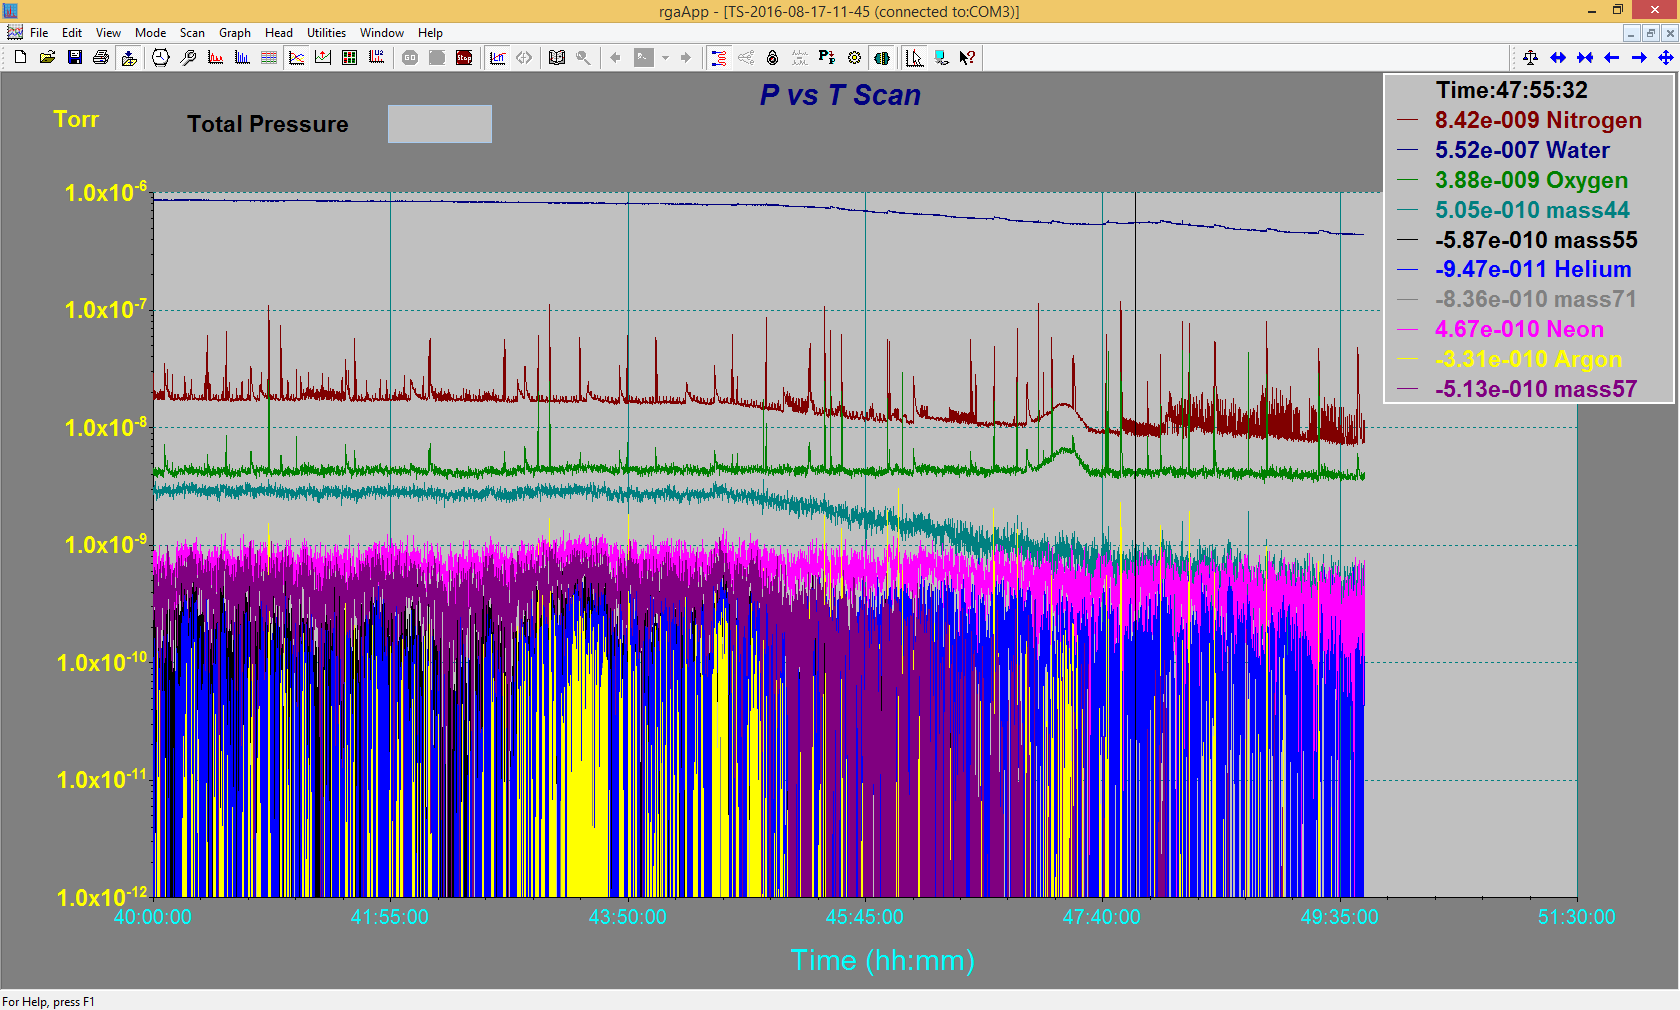 rgaApp - [TS-2016-08-17-11-45 (connected to:COM3)]
File Edit View Mode Scan Graph Head Utilities Window Help
GO Stop
P vs T Scan
Torr
Total Pressure
Time:47:55:32
8.42e-009 Nitrogen
5.52e-007 Water
3.88e-009 Oxygen
5.05e-010 mass44
-5.87e-010 mass55
-9.47e-011 Helium
-8.36e-010 mass71
4.67e-010 Neon
-3.31e-010 Argon
-5.13e-010 mass57
1.0x10-6
1.0x10-7
1.0x10-8
1.0x10-9
1.0x10-10
1.0x10-11
1.0x10-12
40:00:00 41:55:00 43:50:00 45:45:00 47:40:00 49:35:00 51:30:00
Time (hh:mm)
For Help, press F1